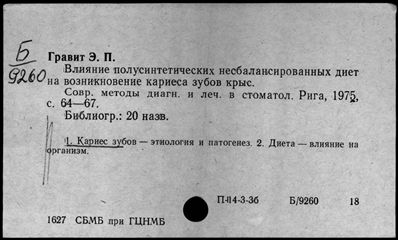 Б
9260
Гравит Э. П.
Влияние полусинтетических несбалансированных диет
на возникновение кариеса зубов крыс.
Совр. методы диагн. и леч. в стоматол. Рига, 1975,
с. 64—67.
Библиогр.: 20 назв.
1. Кариес зубов — этиология и патогенез. 2. Диета — влияние на
организм.
П-114-3-3б Б/9260 18
1627 СБМБ при ГЦНМБ